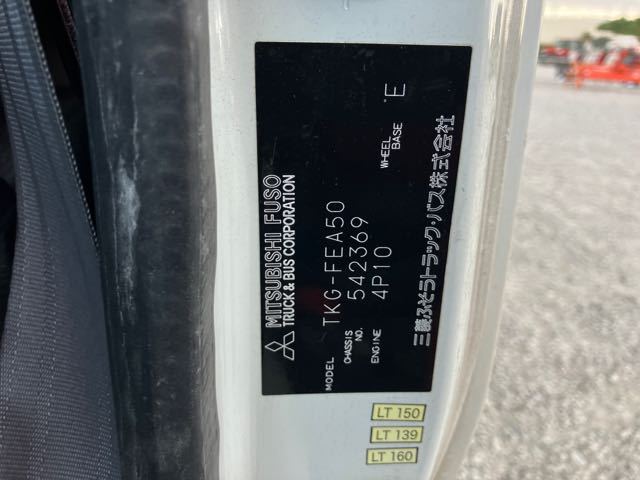 MITSUBISHI FUSO
TRUCK & BUS CORPORATION
MODEL TKG-FEA50
CHASSIS NO. 542369
ENGINE 4P10 WHEEL BASE E
三菱ふそうトラック・バス株式会社
LT 150
LT 139
LT 160